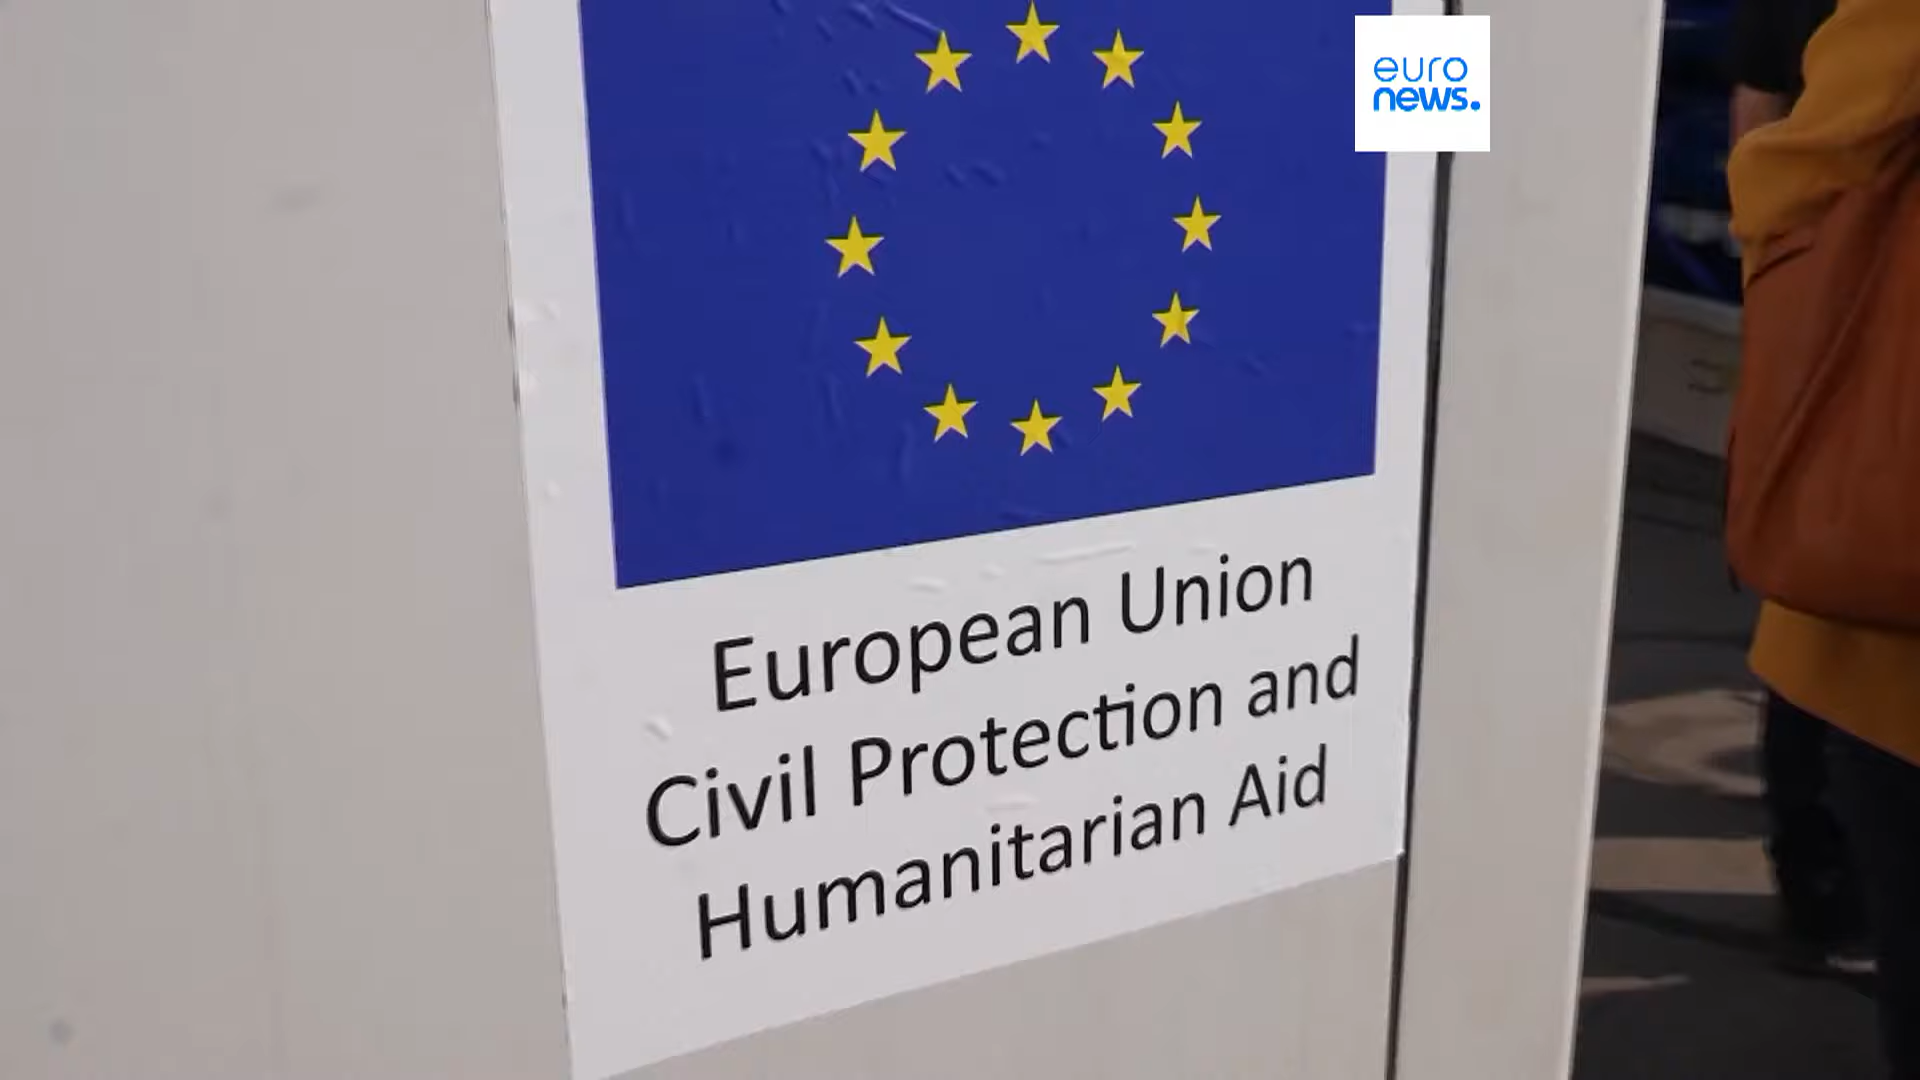 euro
news.
European Union
Civil Protection and
Humanitarian Aid